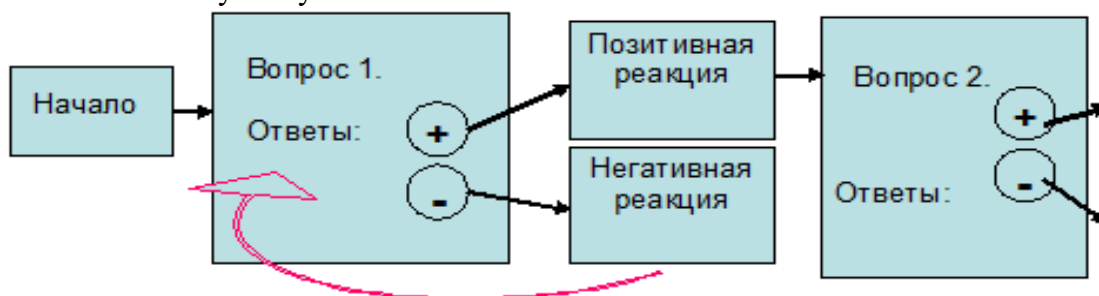 Начало
Вопрос 1.
Ответы:
+
-
Позитивная
реакция
Негативная
реакция
Вопрос 2.
+
-
Ответы: